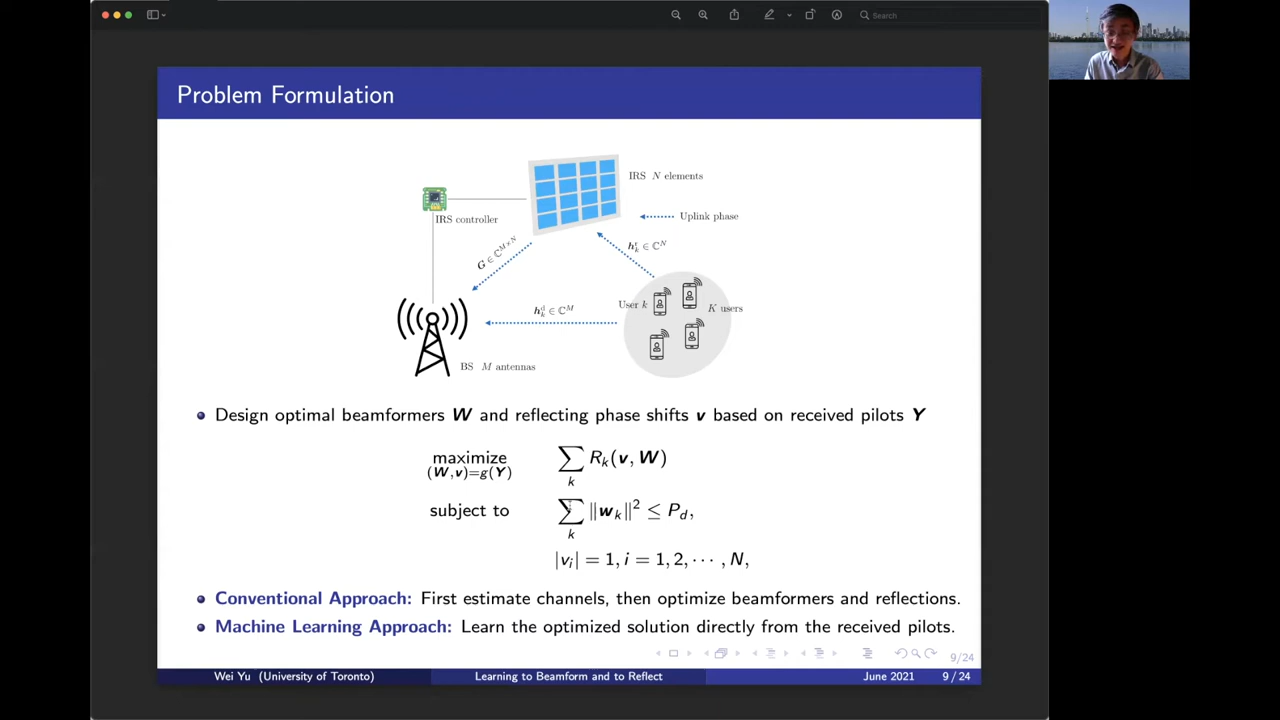 Search
Problem Formulation
IRS N elements
IRS controller
Uplink phase
G ∈ ℂ^{M×N}
h_k^r ∈ ℂ^N
User k
K users
h_k^d ∈ ℂ^M
BS M antennas
Design optimal beamformers W and reflecting phase shifts v based on received pilots Y
maximize
(W,v)=g(Y)
∑_k R_k(v, W)
subject to
∑_k ‖w_k‖² ≤ P_d,
|v_i| = 1, i = 1, 2, ⋯ , N,
Conventional Approach: First estimate channels, then optimize beamformers and reflections.
Machine Learning Approach: Learn the optimized solution directly from the received pilots.
9/24
Wei Yu (University of Toronto)
Learning to Beamform and to Reflect
June 2021
9 / 24